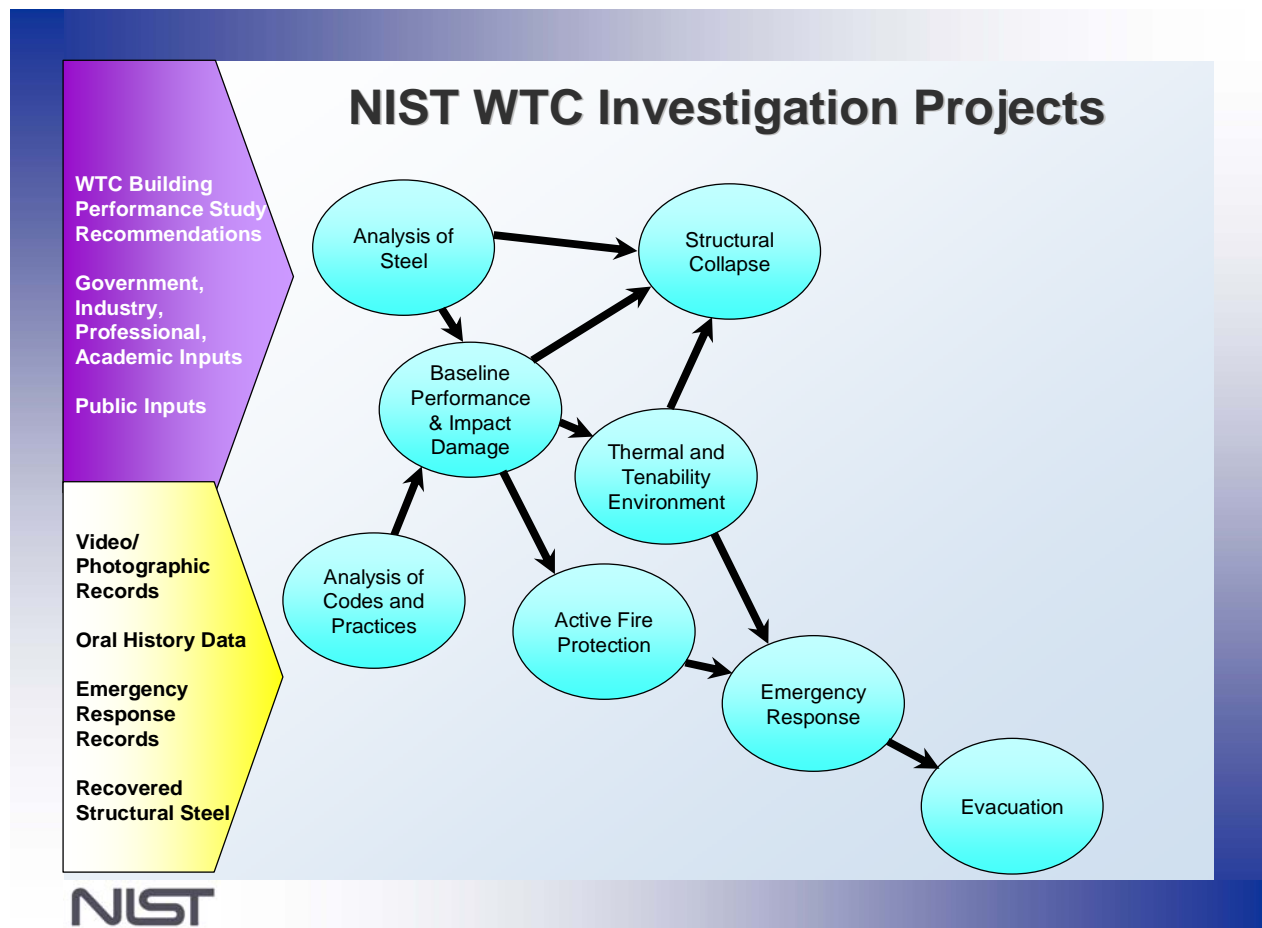 NIST WTC Investigation Projects
WTC Building
Performance Study
Recommendations
Government,
Industry,
Professional,
Academic Inputs
Public Inputs
Video/
Photographic
Records
Oral History Data
Emergency
Response
Records
Recovered
Structural Steel
Analysis of
Steel
Structural
Collapse
Baseline
Performance
& Impact
Damage
Thermal and
Tenability
Environment
Analysis of
Codes and
Practices
Active Fire
Protection
Emergency
Response
Evacuation
NIST